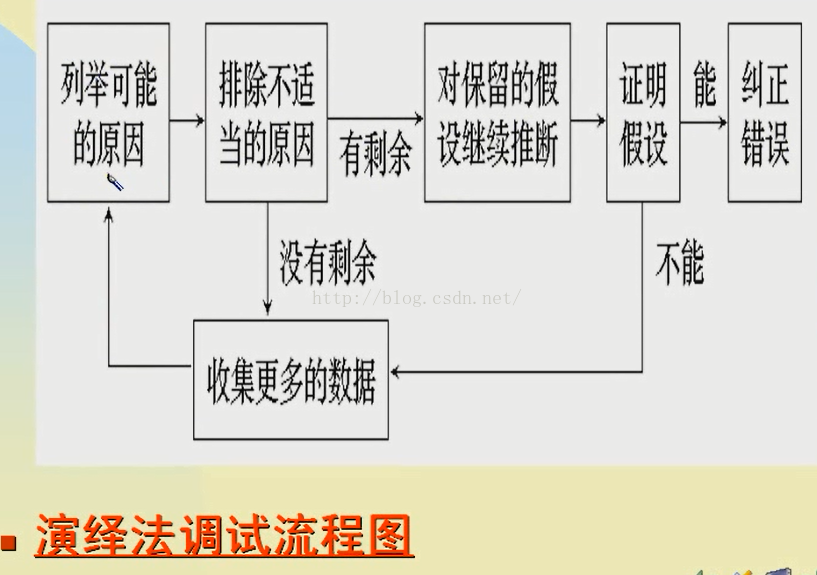 列举可能
的原因
排除不适
当的原因
有剩余
对保留的假
设继续推断
证明
假设
能
纠正
错误
没有剩余
不能
http://blog.csdn.net/
收集更多的数据
演绎法调试流程图